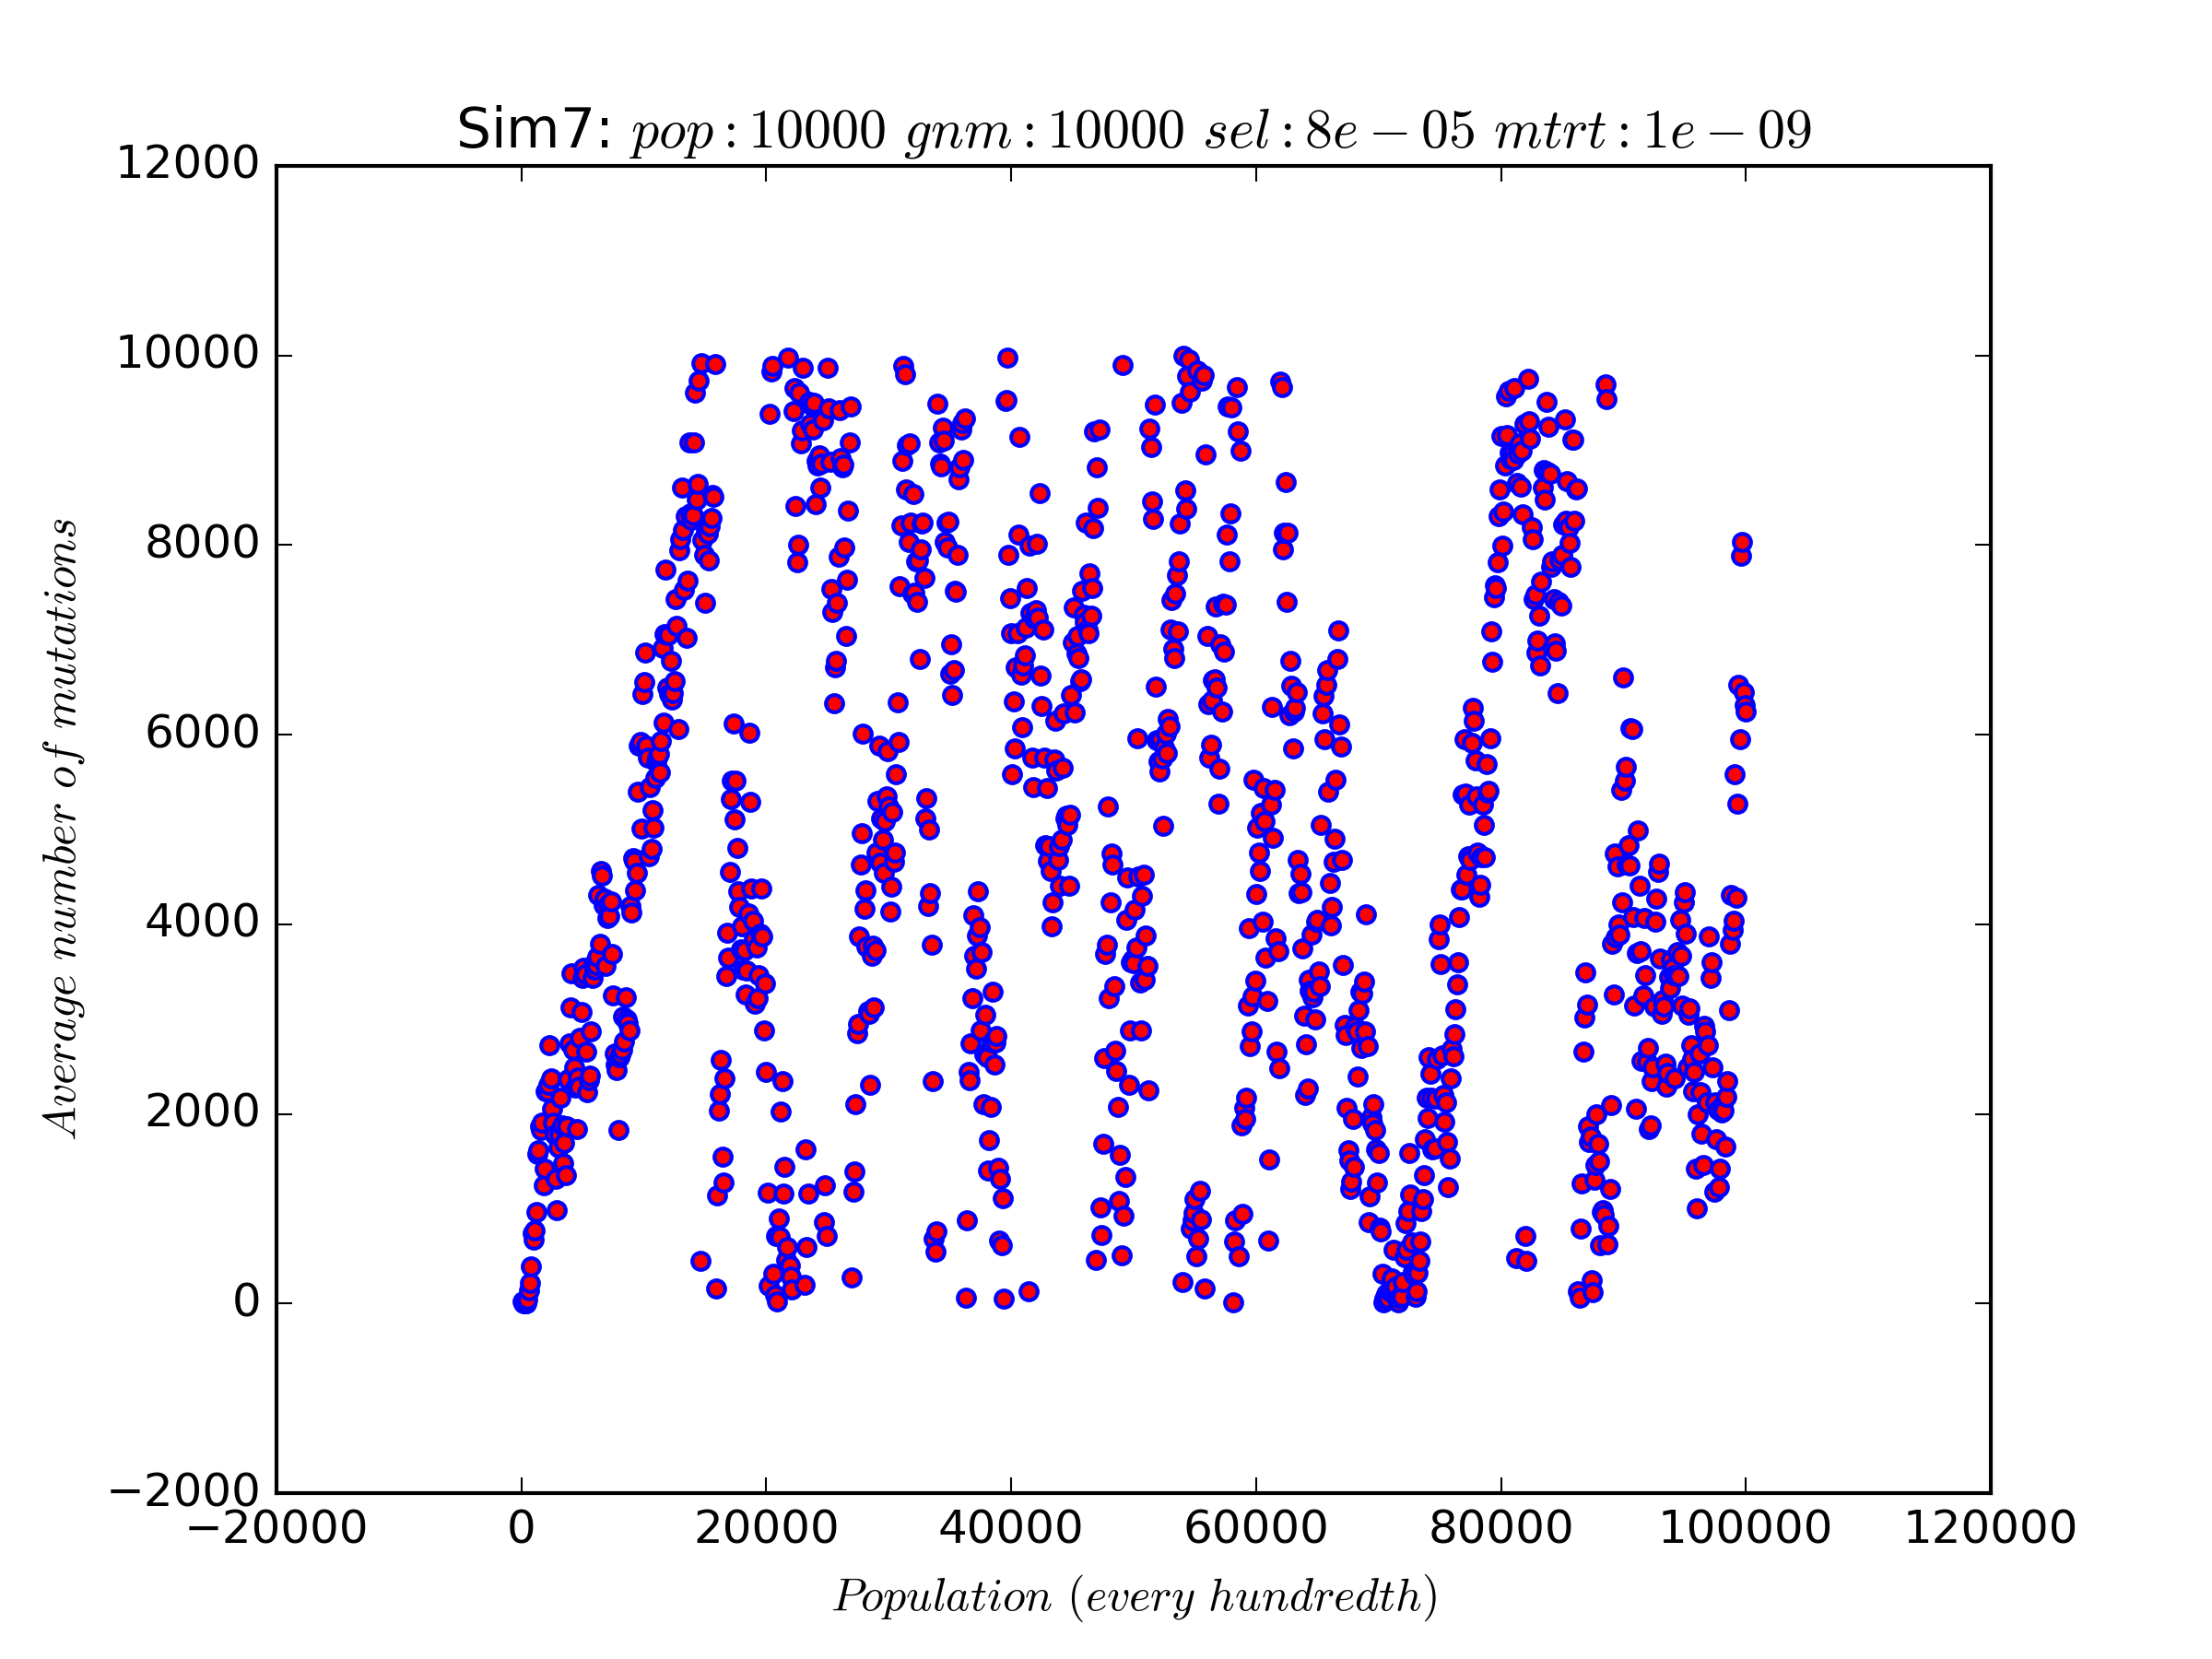 Sim7: pop : 10000 gnm : 10000 sel : 8e − 05 mtrt : 1e − 09
12000
10000
8000
6000
4000
2000
0
−2000
Average number of mutations
−20000 0 20000 40000 60000 80000 100000 120000
Population (every hundredth)